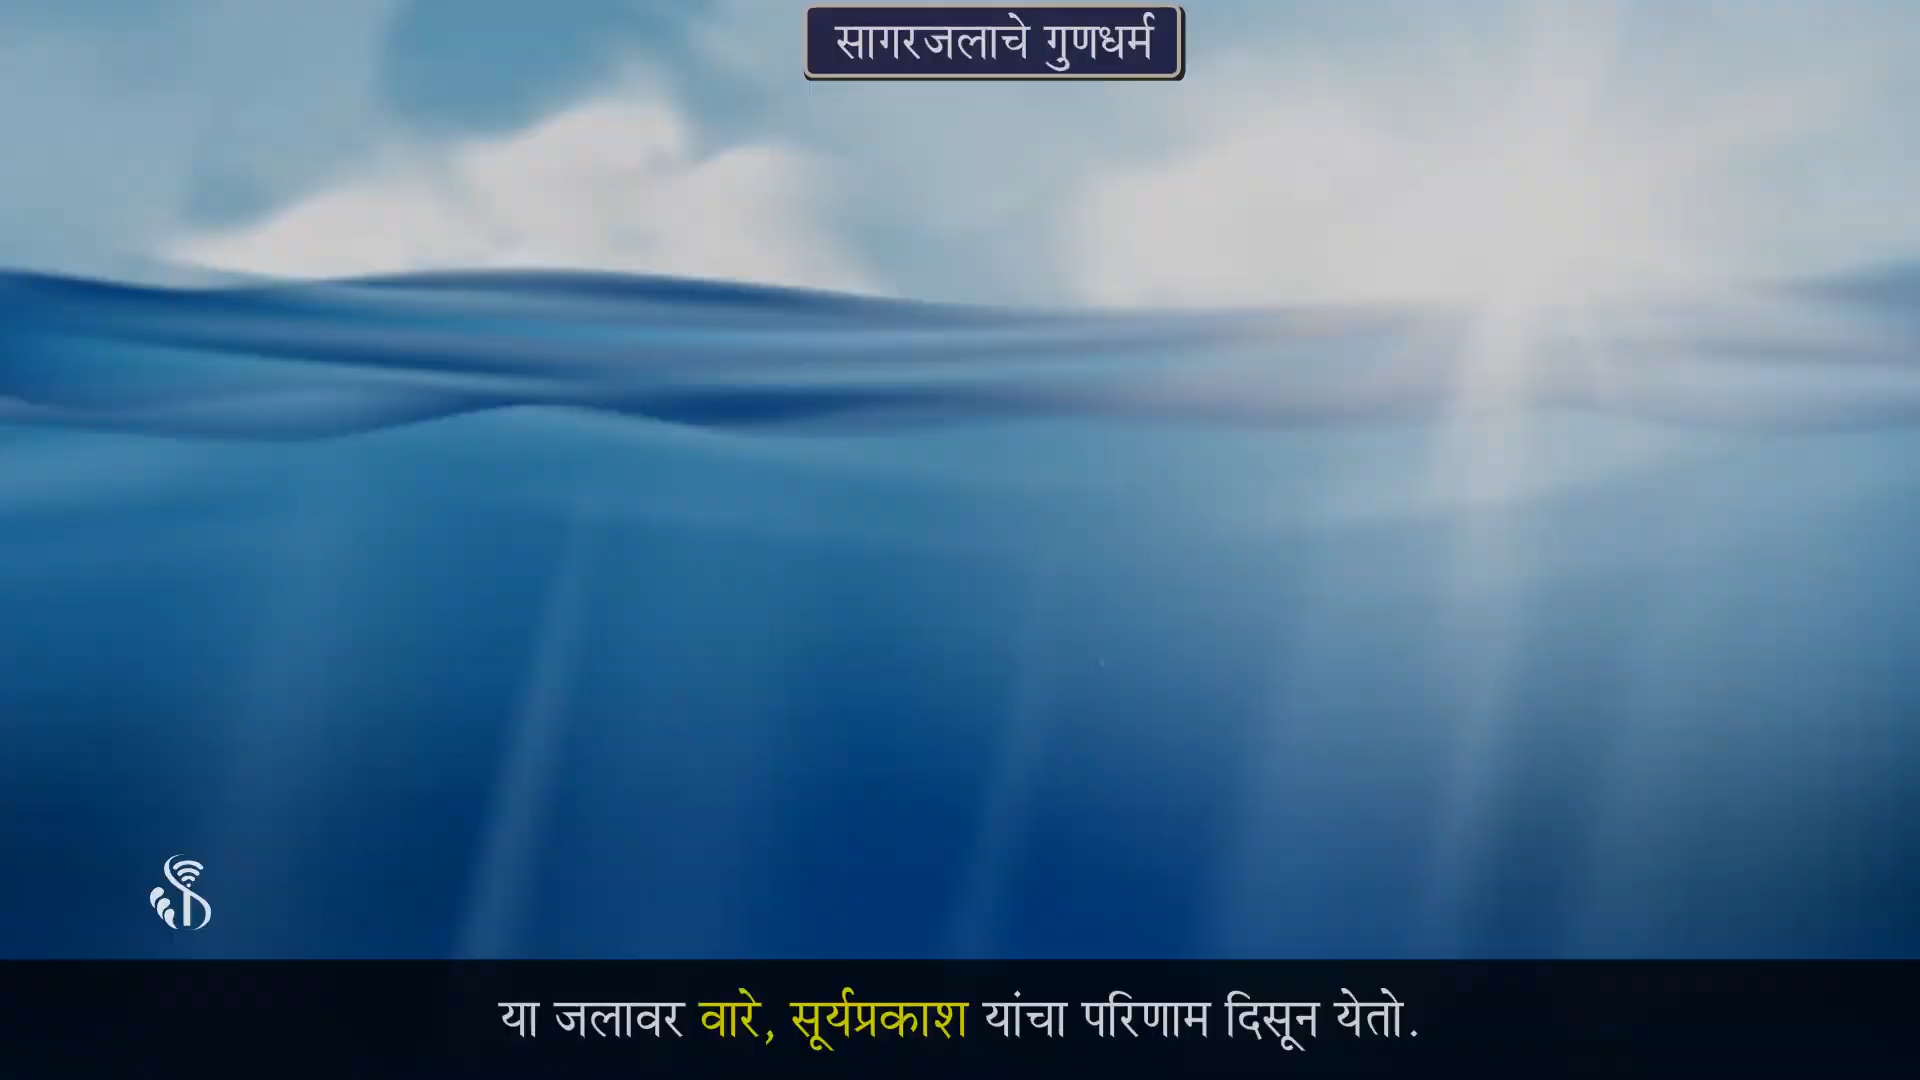 सागरजलाचे गुणधर्म
या जलावर वारे, सूर्यप्रकाश यांचा परिणाम दिसून येतो.